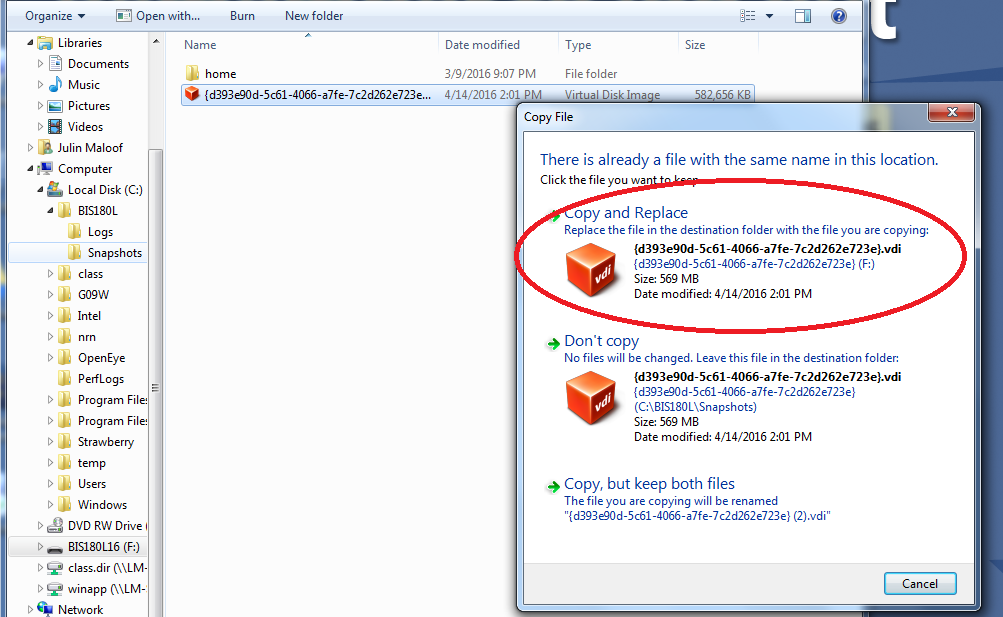 Organize Open with... Burn New folder
Libraries
Documents
Music
Pictures
Videos
Julin Maloof
Computer
Local Disk (C:)
BIS180L
Logs
Snapshots
class
G09W
Intel
nrn
OpenEye
PerfLogs
Program Files
Program Files
Strawberry
temp
Users
Windows
DVD RW Drive (
BIS180L16 (F:)
class.dir (\\LM-
winapp (\\LM-
Network
Name Date modified Type Size
home 3/9/2016 9:07 PM File folder
{d393e90d-5c61-4066-a7fe-7c2d262e723e... 4/14/2016 2:01 PM Virtual Disk Image 582,656 KB
t
Copy File
There is already a file with the same name in this location.
Click the file you want to keep
Copy and Replace
Replace the file in the destination folder with the file you are copying:
vdi
{d393e90d-5c61-4066-a7fe-7c2d262e723e}.vdi
{d393e90d-5c61-4066-a7fe-7c2d262e723e} (F:)
Size: 569 MB
Date modified: 4/14/2016 2:01 PM
Don't copy
No files will be changed. Leave this file in the destination folder:
vdi
{d393e90d-5c61-4066-a7fe-7c2d262e723e}.vdi
{d393e90d-5c61-4066-a7fe-7c2d262e723e}
(C:\BIS180L\Snapshots)
Size: 569 MB
Date modified: 4/14/2016 2:01 PM
Copy, but keep both files
The file you are copying will be renamed
"{d393e90d-5c61-4066-a7fe-7c2d262e723e} (2).vdi"
Cancel